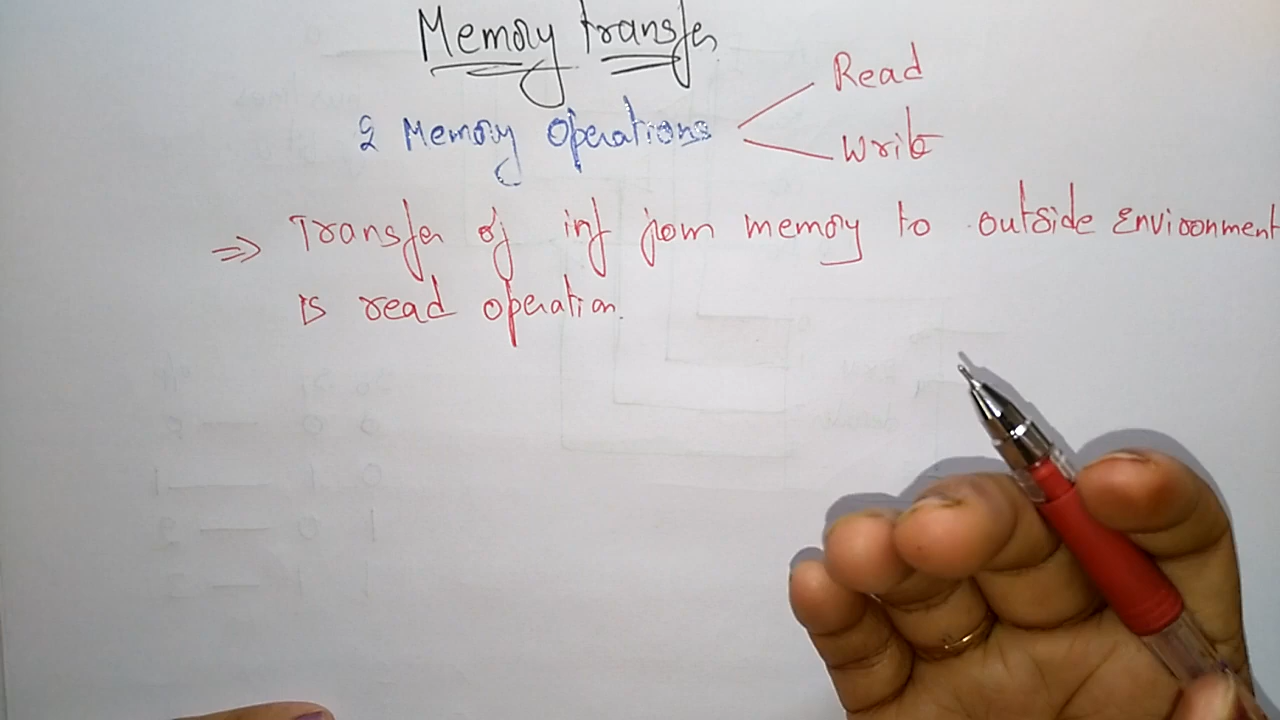 Memory transfer
2 Memory Operations
Read
Write
⇒ Transfer of inf from memory to outside Environment
is read operation.